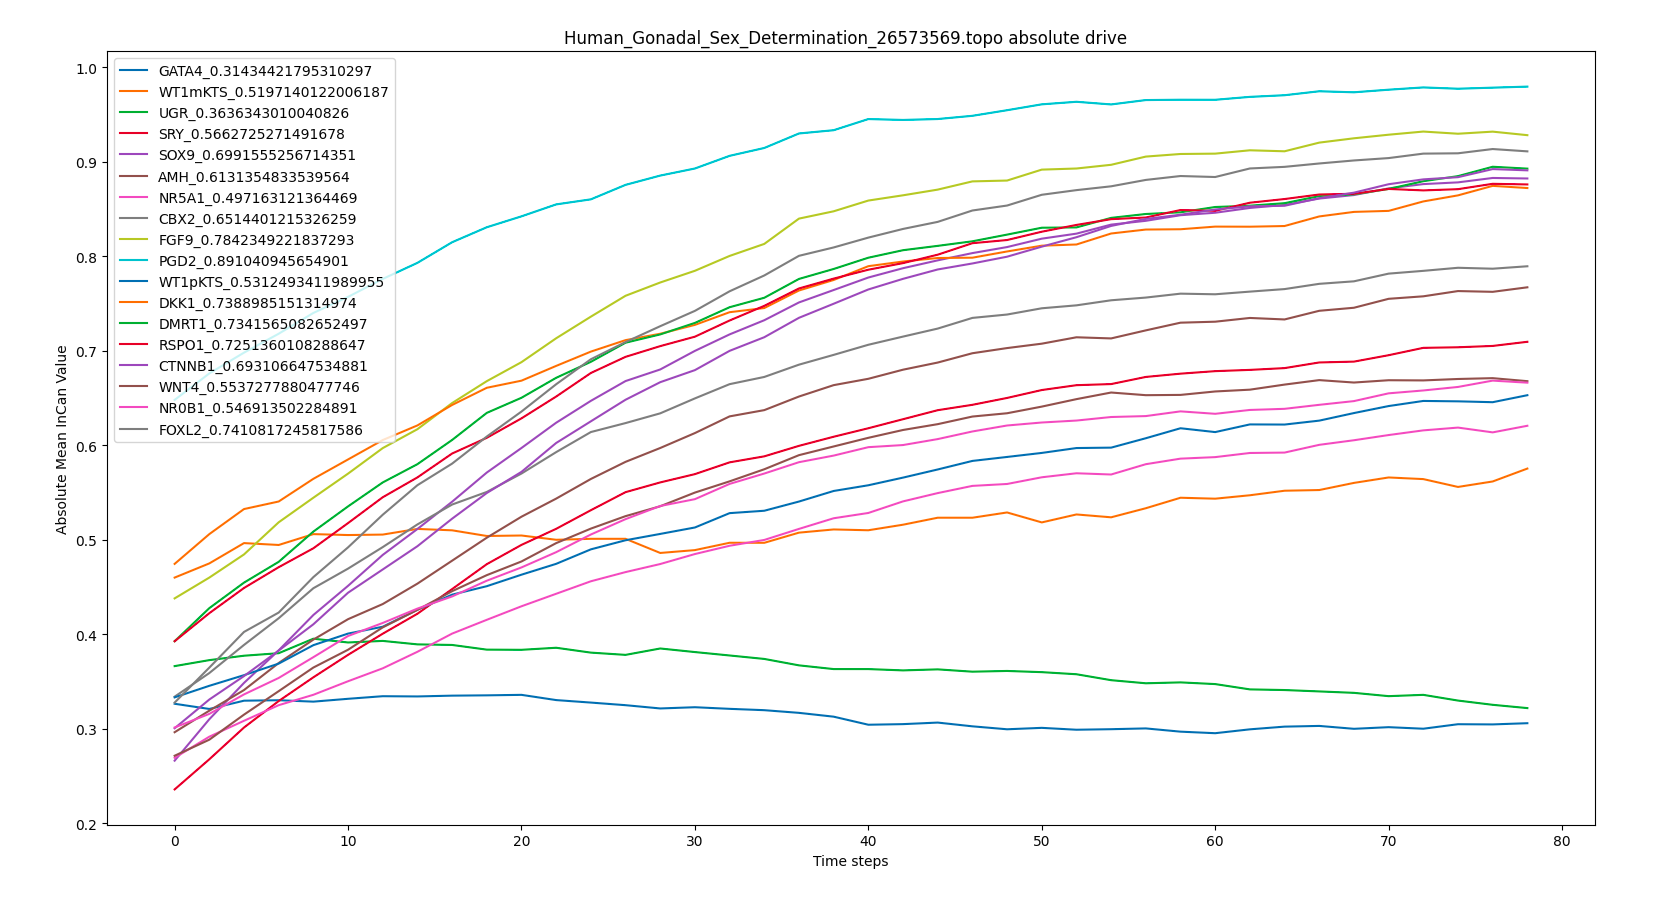 Human_Gonadal_Sex_Determination_26573569.topo absolute drive
1.0
0.9
0.8
0.7
0.6
0.5
0.4
0.3
0.2
Absolute Mean InCan Value
GATA4_0.31434421795310297
WT1mKTS_0.5197140122006187
UGR_0.3636343010040826
SRY_0.5662725271491678
SOX9_0.6991555256714351
AMH_0.6131354833539564
NR5A1_0.497163121364469
CBX2_0.6514401215326259
FGF9_0.7842349221837293
PGD2_0.891040945654901
WT1pKTS_0.5312493411989955
DKK1_0.7388985151314974
DMRT1_0.7341565082652497
RSPO1_0.7251360108288647
CTNNB1_0.693106647534881
WNT4_0.5537277880477746
NR0B1_0.546913502284891
FOXL2_0.7410817245817586
0 10 20 30 40 50 60 70 80
Time steps